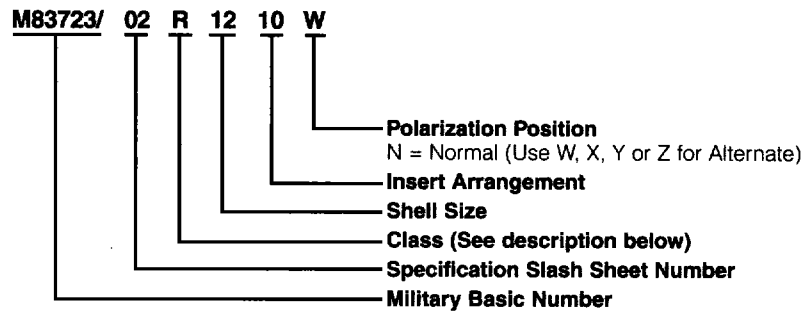 M83723/ 02 R 12 10 W
Polarization Position
N = Normal (Use W, X, Y or Z for Alternate)
Insert Arrangement
Shell Size
Class (See description below)
Specification Slash Sheet Number
Military Basic Number